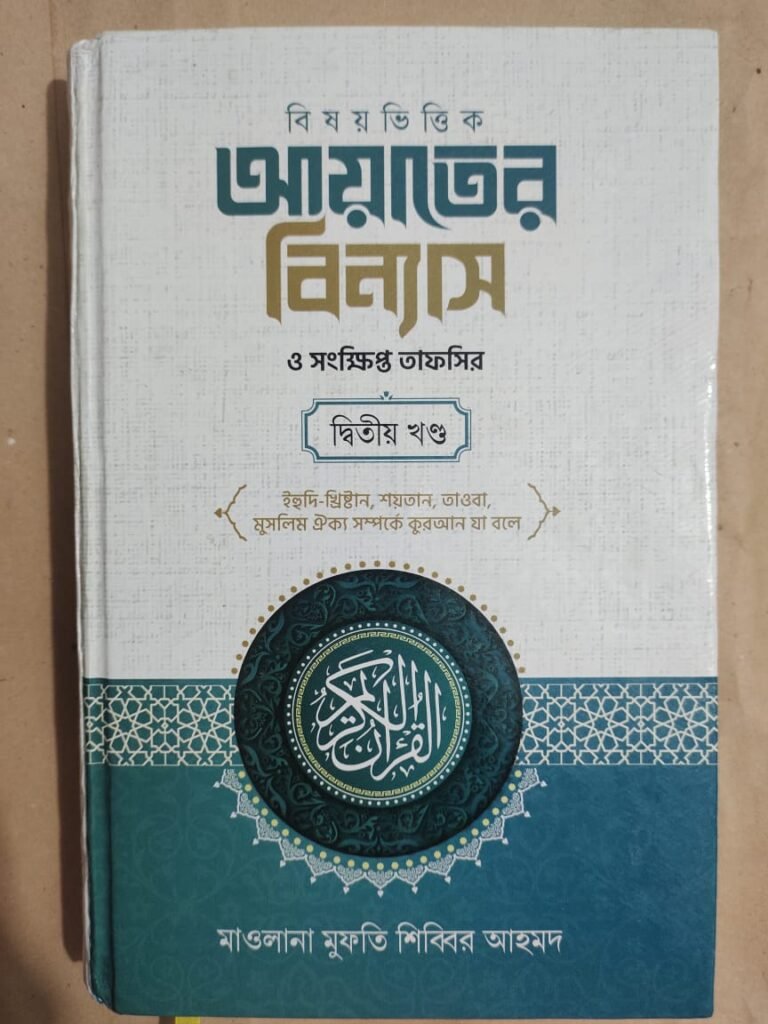 বিষয়ভিত্তিক
আয়াতের
বিন্যাস
ও সংক্ষিপ্ত তাফসির
দ্বিতীয় খণ্ড
ইহুদি-খ্রিষ্টান, শয়তান, তাওবা,
মুসলিম ঐক্য সম্পর্কে কুরআন যা বলে
القرآن الكريم
মাওলানা মুফতি শিব্বির আহমদ